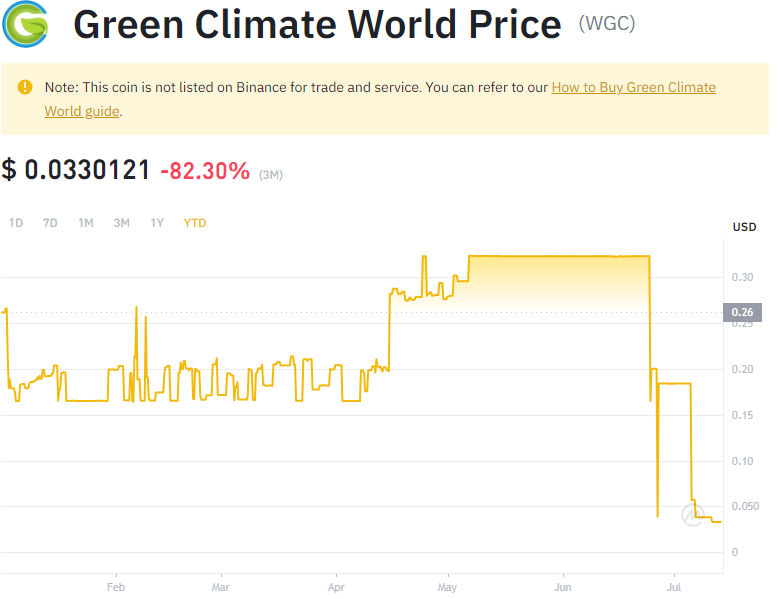 Green Climate World Price (WGC)
Note: This coin is not listed on Binance for trade and service. You can refer to our How to Buy Green Climate
World guide.
$ 0.0330121 -82.30% (3M)
1D 7D 1M 3M 1Y YTD
USD
0.30
0.26
0.25
0.20
0.15
0.10
0.050
0
Feb Mar Apr May Jun Jul